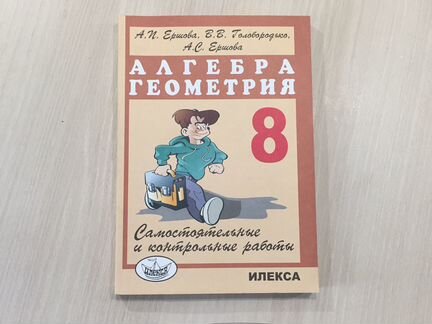 А.П. Ершова, В.В. Голобородько,
А.С. Ершова
АЛГЕБРА
ГЕОМЕТРИЯ
8
Самостоятельные
и контрольные работы
ИЛЕКСА